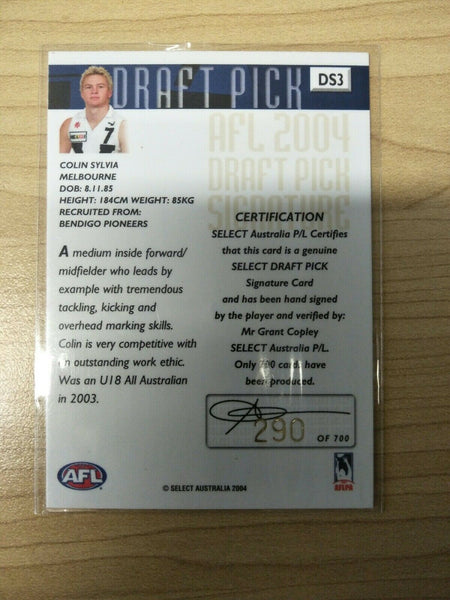 DRAFT PICK
DS3
AFL 2004
DRAFT PICK
SIGNATURE
7
COLIN SYLVIA
MELBOURNE
DOB: 8.11.85
HEIGHT: 184CM WEIGHT: 85KG
RECRUITED FROM:
BENDIGO PIONEERS
A medium inside forward/
midfielder who leads by
example with tremendous
tackling, kicking and
overhead marking skills.
Colin is very competitive with
an outstanding work ethic.
Was an U18 All Australian
in 2003.
CERTIFICATION
SELECT Australia P/L Certifies
that this card is a genuine
SELECT DRAFT PICK
Signature Card
and has been hand signed
by the player and verified by:
Mr Grant Copley
SELECT Australia P/L.
Only 700 cards have
been produced.
290 OF 700
AFL
© SELECT AUSTRALIA 2004
AFLPA